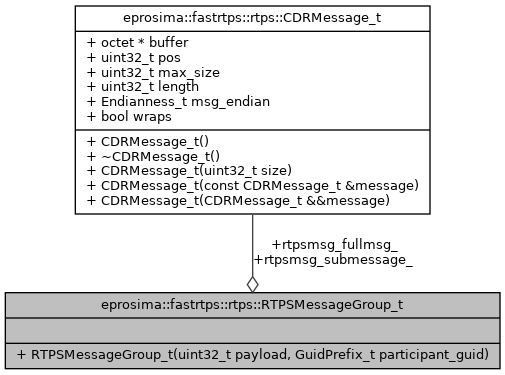 eprosima::fastrtps::rtps::CDRMessage_t
+ octet * buffer
+ uint32_t pos
+ uint32_t max_size
+ uint32_t length
+ Endianness_t msg_endian
+ bool wraps
+ CDRMessage_t()
+ ~CDRMessage_t()
+ CDRMessage_t(uint32_t size)
+ CDRMessage_t(const CDRMessage_t &message)
+ CDRMessage_t(CDRMessage_t &&message)
+rtpsmsg_fullmsg_
+rtpsmsg_submessage_
eprosima::fastrtps::rtps::RTPSMessageGroup_t
+ RTPSMessageGroup_t(uint32_t payload, GuidPrefix_t participant_guid)